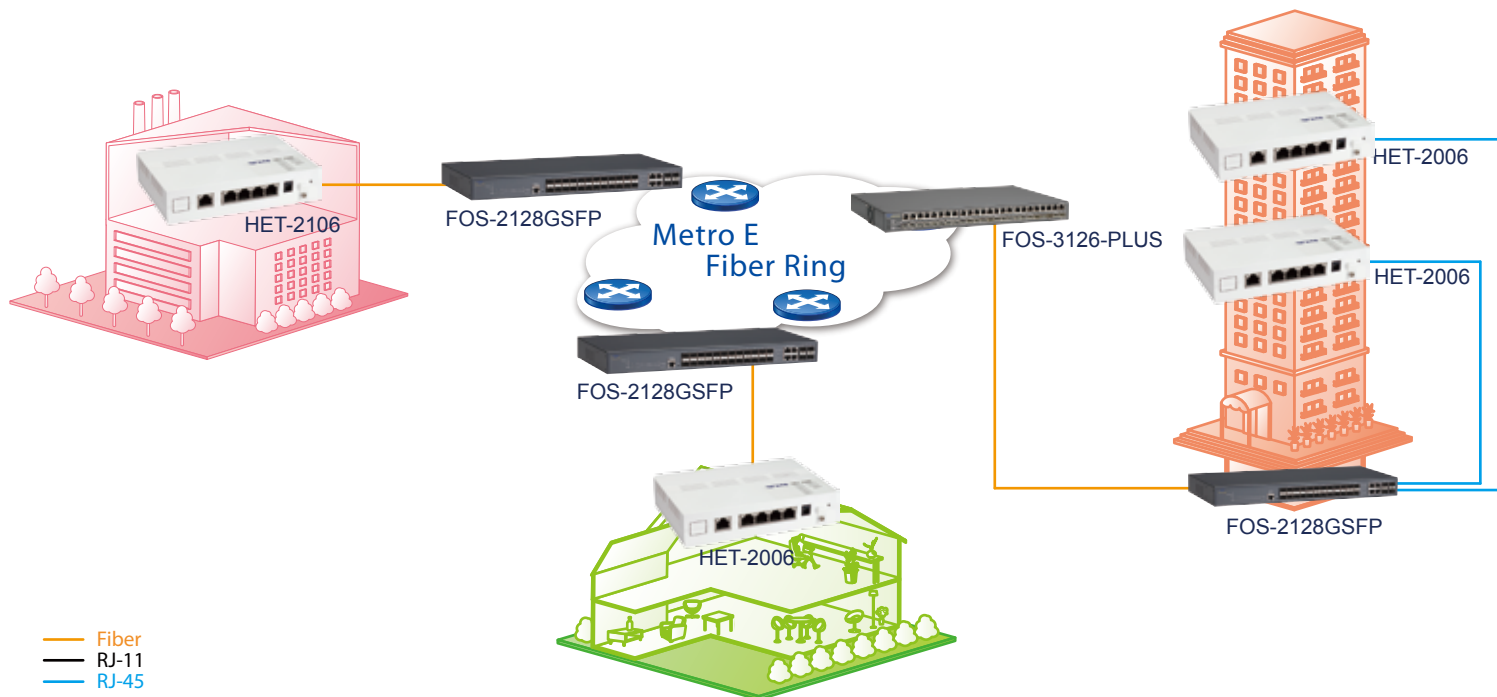 HET-2106
FOS-2128GSFP
Metro E
Fiber Ring
FOS-3126-PLUS
HET-2006
HET-2006
FOS-2128GSFP
HET-2006
FOS-2128GSFP
Fiber
RJ-11
RJ-45